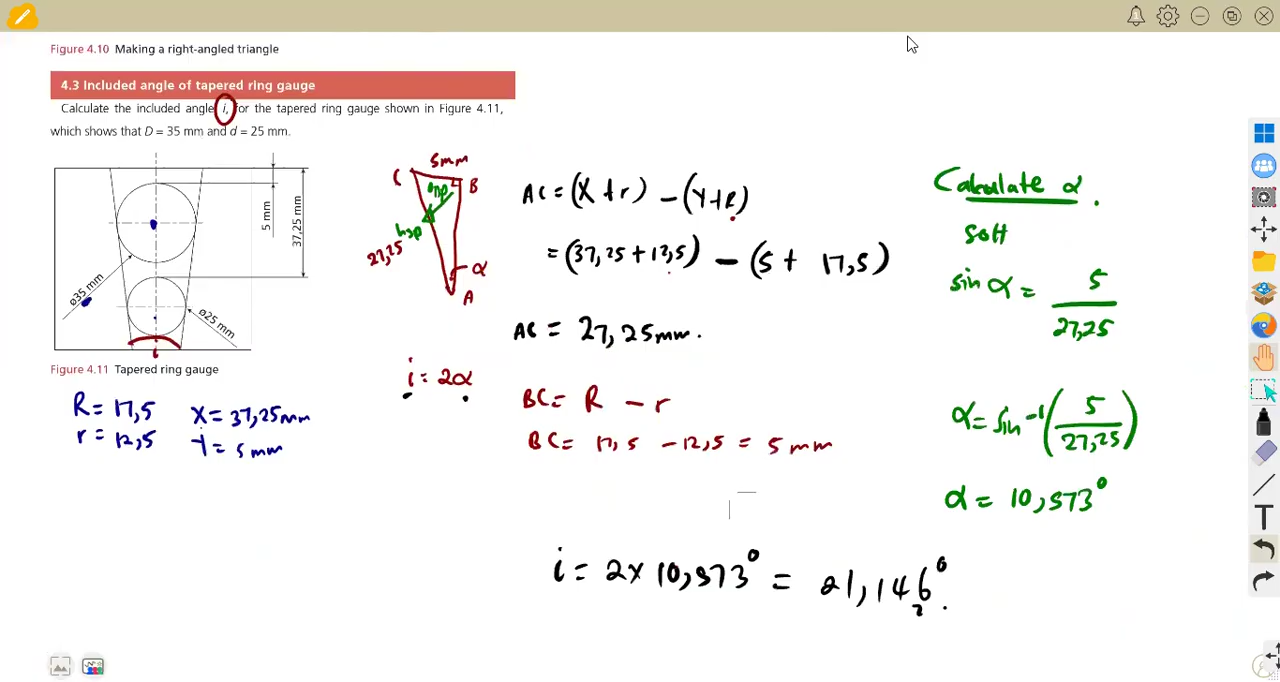 Figure 4.10 Making a right-angled triangle
4.3 Included angle of tapered ring gauge
Calculate the included angle i, for the tapered ring gauge shown in Figure 4.11,
which shows that D = 35 mm and d = 25 mm.
5 mm
37,25 mm
ø35 mm
ø25 mm
i
Figure 4.11 Tapered ring gauge
R = 17,5
r = 12,5
X = 37,25mm
Y = 5 mm
5mm
C
B
opp
hyp
27,25
α
A
i = 2α
AC = (X + r) - (Y + R)
= (37,25 + 12,5) - (5 + 17,5)
AC = 27,25mm.
BC = R - r
BC = 17,5 - 12,5 = 5 mm
Calculate α.
SOH
sin α = 5/27,25
α = sin⁻¹(5/27,25)
α = 10,573°
i = 2 x 10,573° = 21,146°.
T